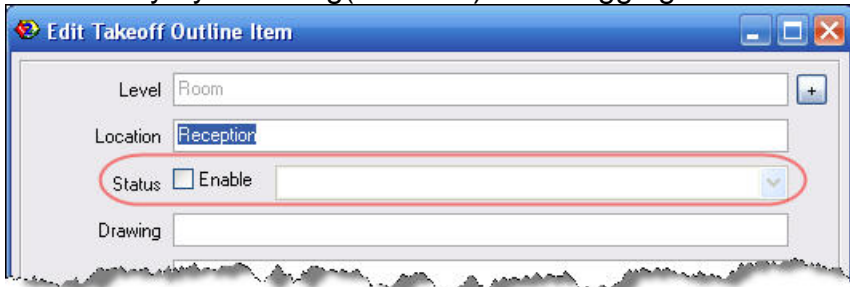 Edit Takeoff Outline Item
Level Room +
Location Reception
Status Enable
Drawing